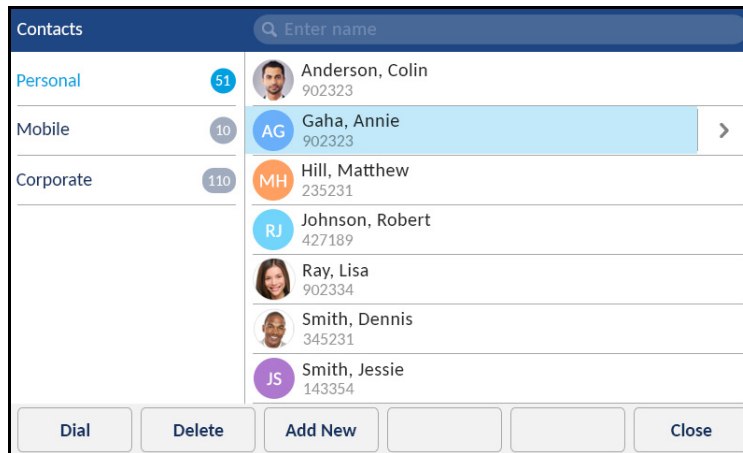 Contacts
Enter name
Personal 51
Mobile 10
Corporate 110
Anderson, Colin
902323
AG
Gaha, Annie
902323
MH
Hill, Matthew
235231
RJ
Johnson, Robert
427189
Ray, Lisa
902334
Smith, Dennis
345231
JS
Smith, Jessie
143354
Dial
Delete
Add New
Close